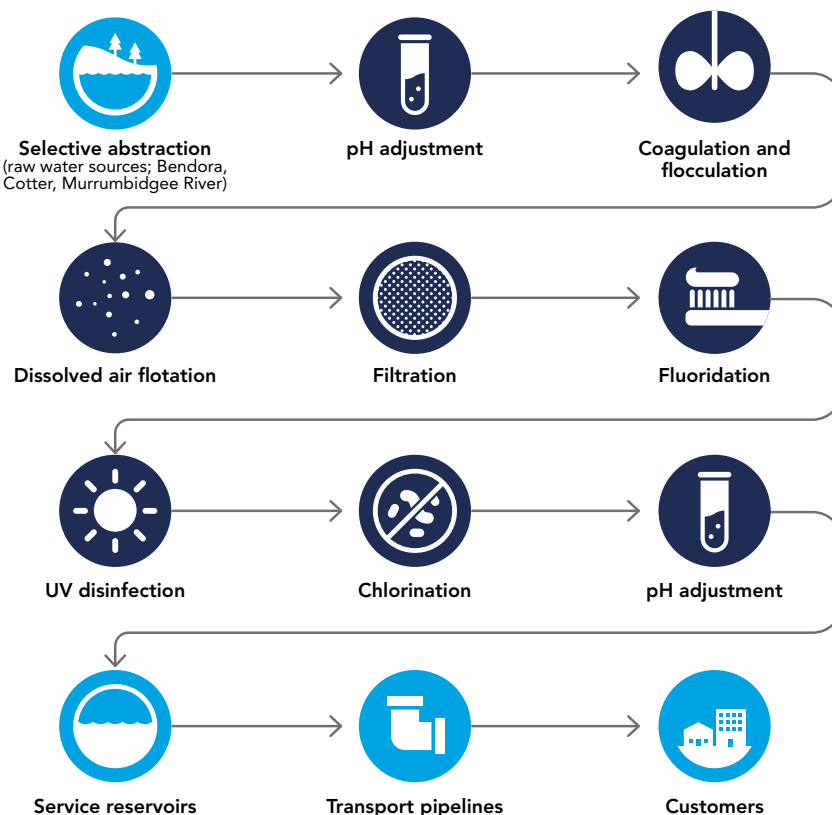 Selective abstraction
(raw water sources; Bendora,
Cotter, Murrumbidgee River)
pH adjustment
Coagulation and
flocculation
Dissolved air flotation
Filtration
Fluoridation
UV disinfection
Chlorination
pH adjustment
Service reservoirs
Transport pipelines
Customers